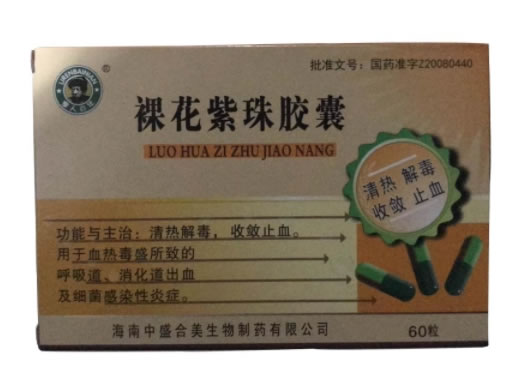 LIRENBAINIAN
批准文号：国药准字Z20080440
裸花紫珠胶囊
LUO HUA ZI ZHU JIAO NANG
清热 解毒
收敛 止血
功能与主治：清热解毒，收敛止血。
用于血热毒盛所致的
呼吸道、消化道出血
及细菌感染性炎症。
海南中盛合美生物制药有限公司
60粒